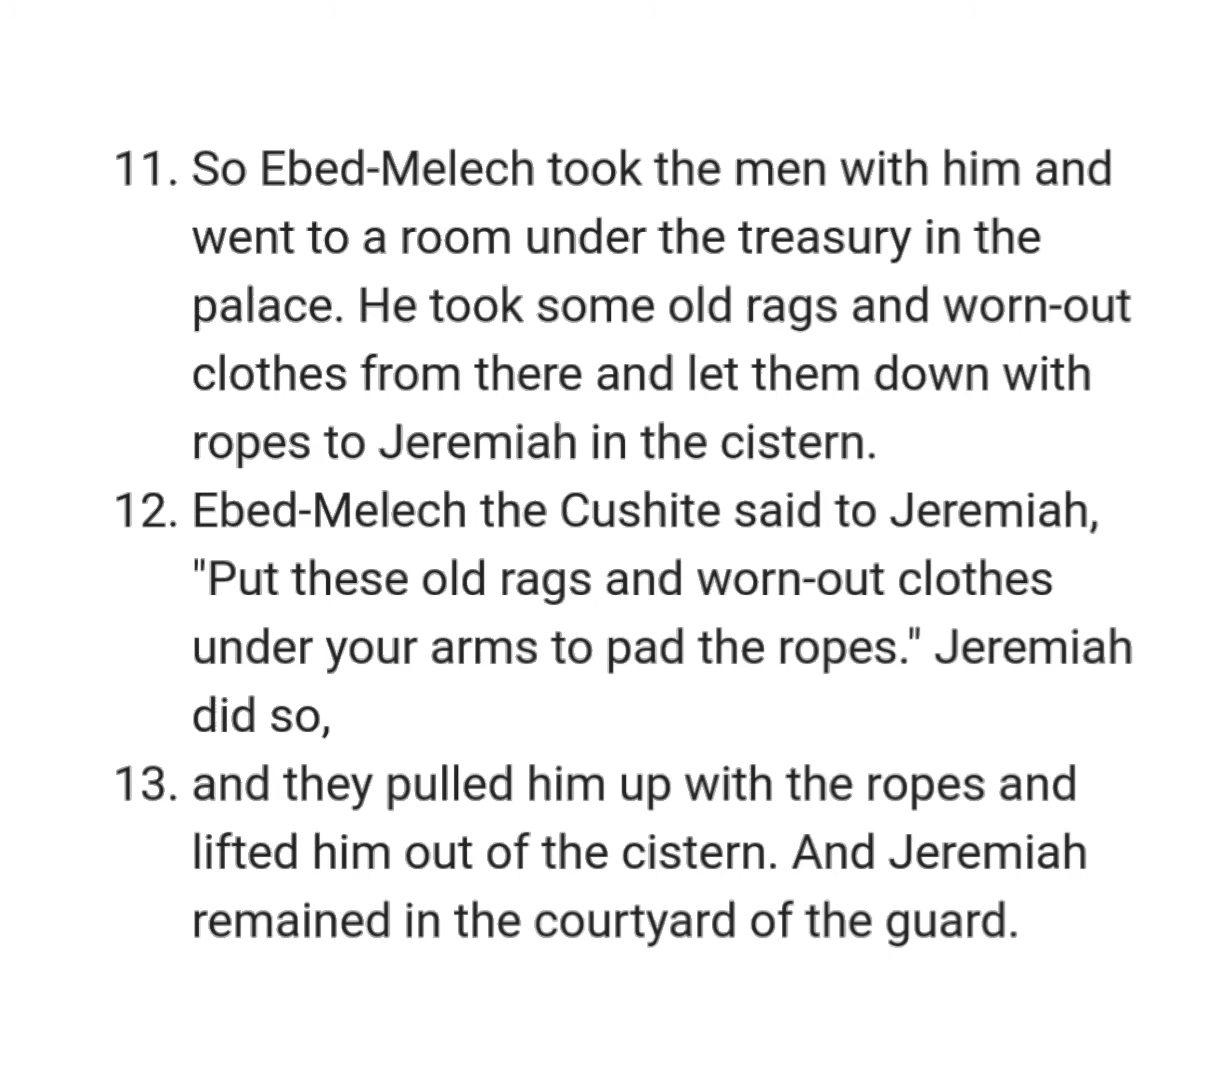 11. So Ebed-Melech took the men with him and
went to a room under the treasury in the
palace. He took some old rags and worn-out
clothes from there and let them down with
ropes to Jeremiah in the cistern.
12. Ebed-Melech the Cushite said to Jeremiah,
"Put these old rags and worn-out clothes
under your arms to pad the ropes." Jeremiah
did so,
13. and they pulled him up with the ropes and
lifted him out of the cistern. And Jeremiah
remained in the courtyard of the guard.